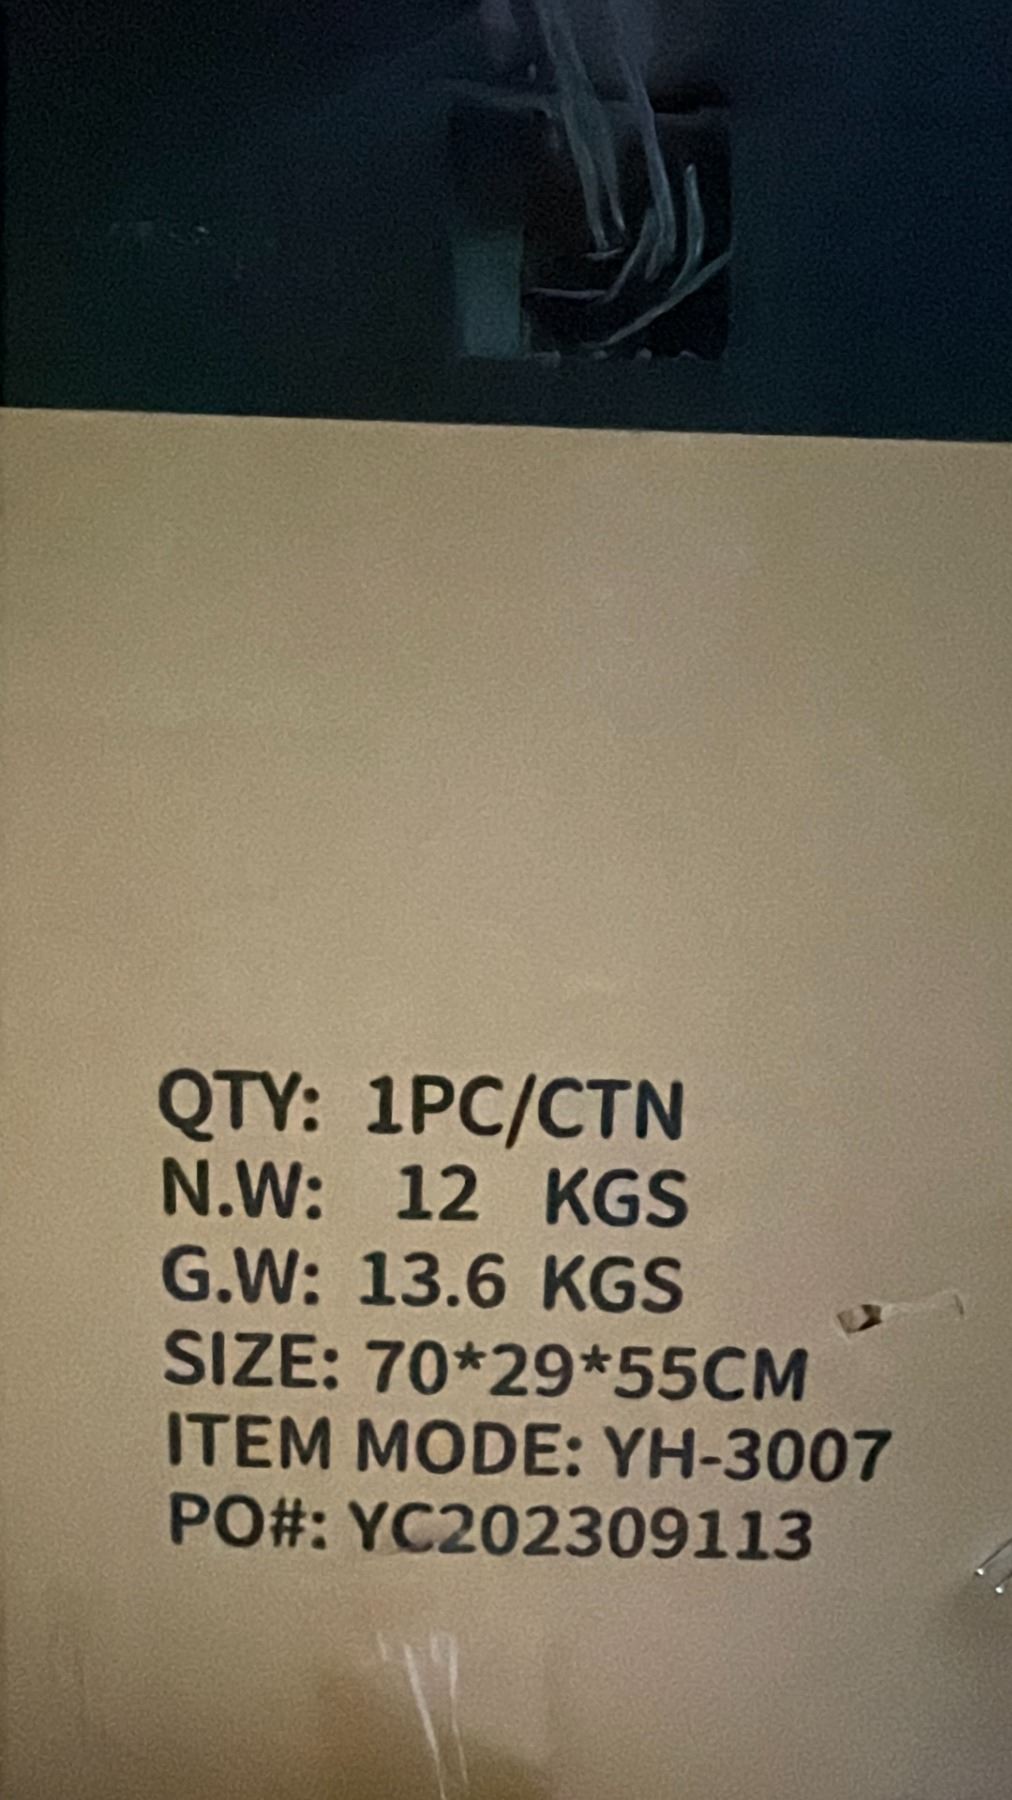 QTY: 1PC/CTN
N.W: 12 KGS
G.W: 13.6 KGS
SIZE: 70*29*55CM
ITEM MODE: YH-3007
PO#: YC202309113